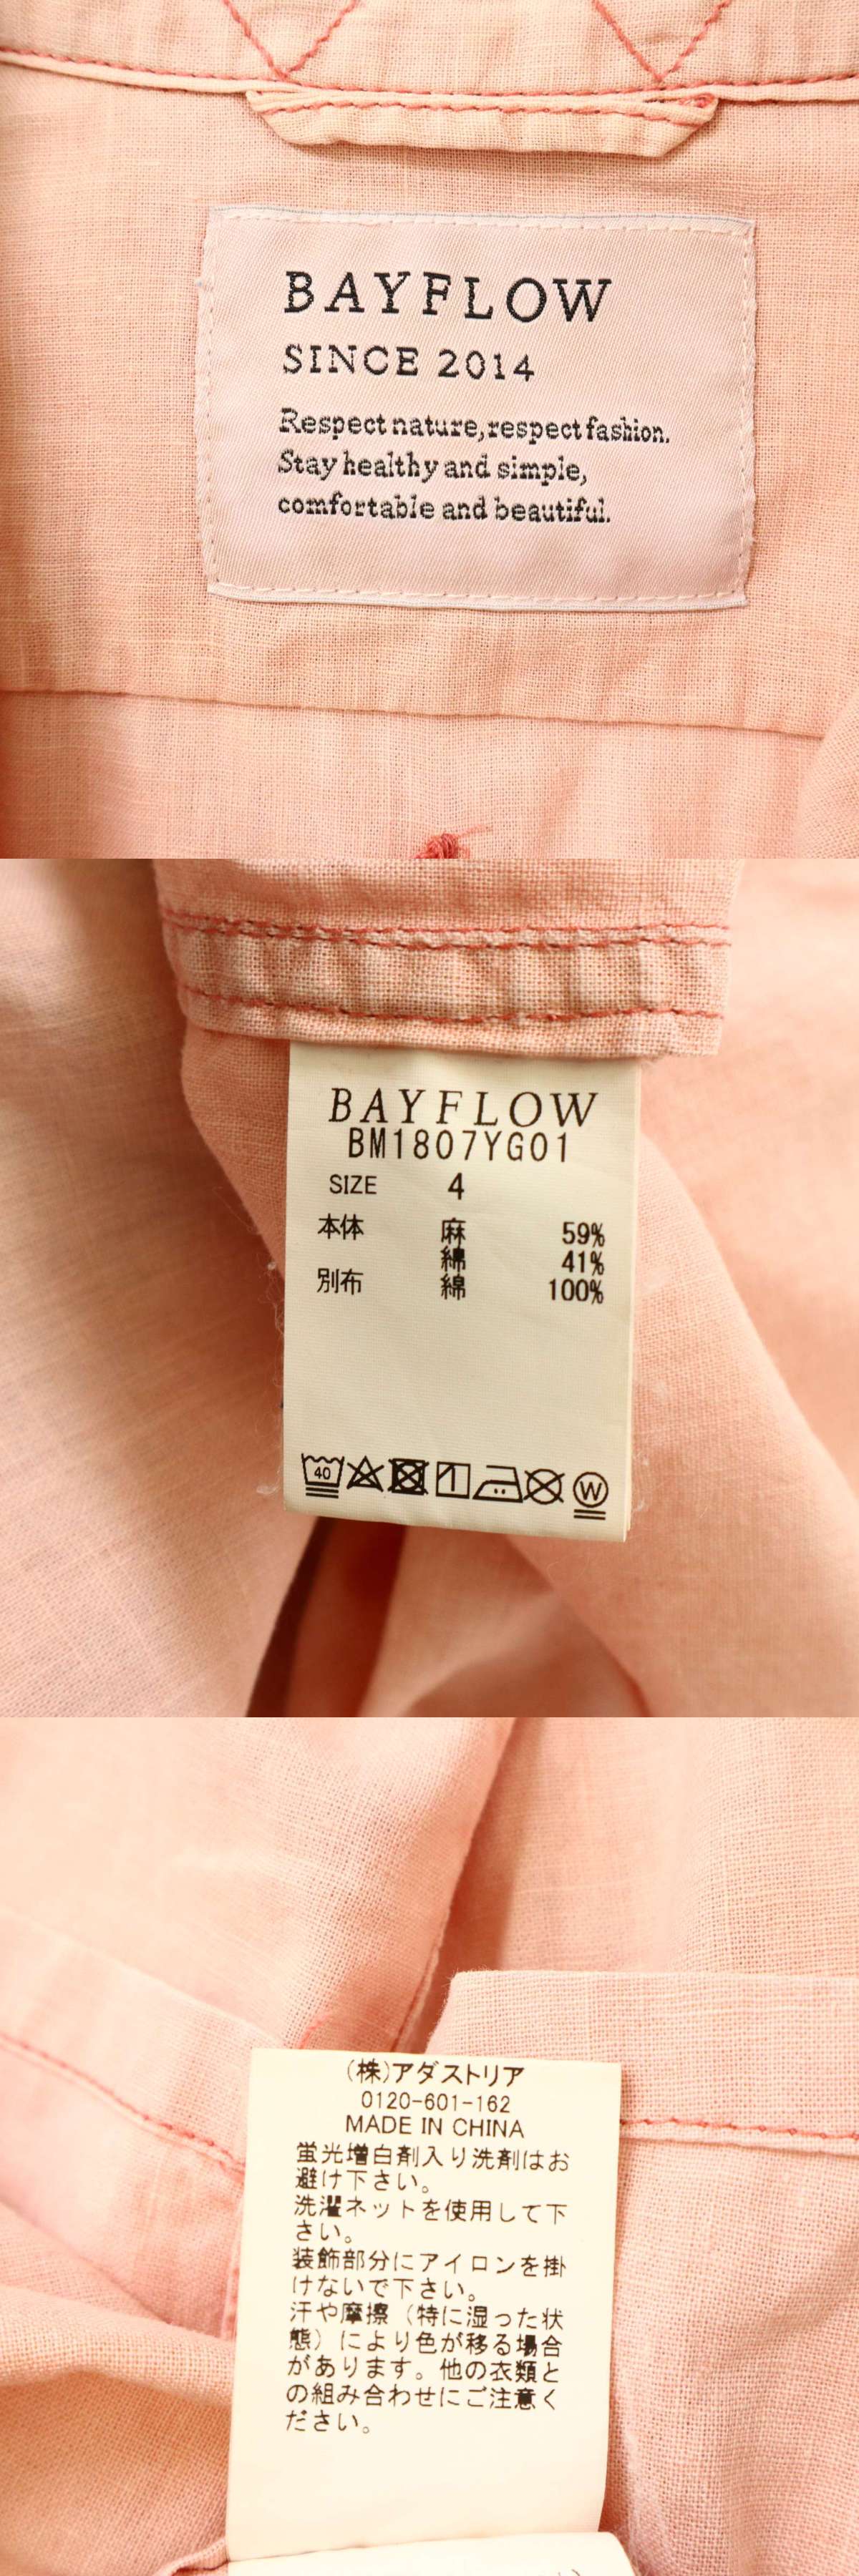 BAYFLOW
SINCE 2014
Respect nature, respect fashion.
Stay healthy and simple,
comfortable and beautiful.
BAYFLOW
BM1807YG01
SIZE 4
本体 麻 59%
綿 41%
別布 綿 100%
40
W
(株)アダストリア
0120-601-162
MADE IN CHINA
蛍光増白剤入り洗剤はお
避け下さい。
洗濯ネットを使用して下
さい。
装飾部分にアイロンを掛
けないで下さい。
汗や摩擦（特に湿った状
態）により色が移る場合
があります。他の衣類と
の組み合わせにご注意く
ださい。